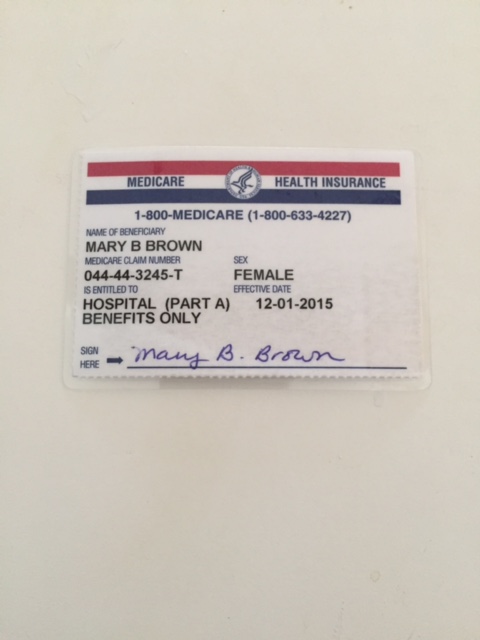 MEDICARE HEALTH INSURANCE
1-800-MEDICARE (1-800-633-4227)
NAME OF BENEFICIARY
MARY B BROWN
MEDICARE CLAIM NUMBER SEX
044-44-3245-T FEMALE
IS ENTITLED TO EFFECTIVE DATE
HOSPITAL (PART A) 12-01-2015
BENEFITS ONLY
SIGN
HERE Mary B. Brown